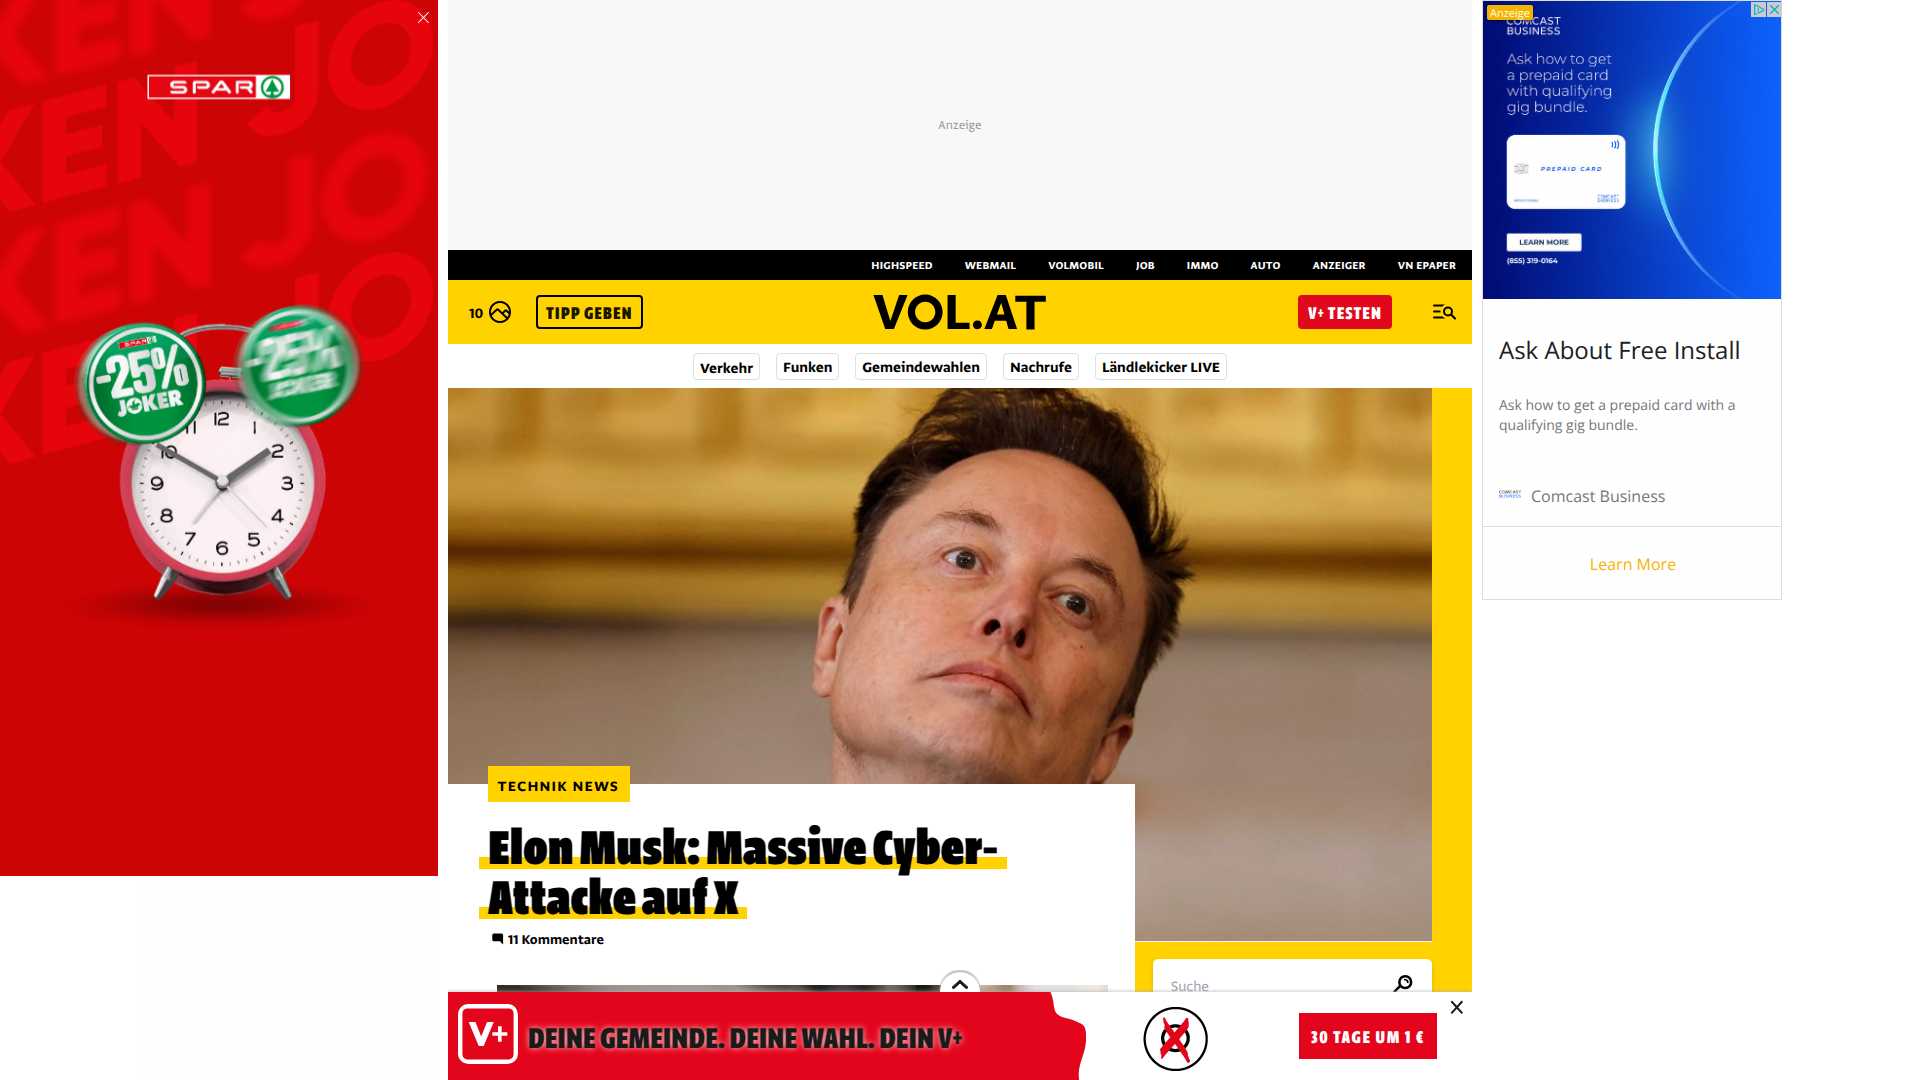 SPAR
-25%
JOKER
-25%
JOKER
12
1
2
3
4
5
6
7
8
9
10
11
Anzeige
HIGHSPEED WEBMAIL VOLMOBIL JOB IMMO AUTO ANZEIGER VN EPAPER
10 TIPP GEBEN VOL.AT V+ TESTEN
Verkehr Funken Gemeindewahlen Nachrufe Ländlekicker LIVE
TECHNIK NEWS
Elon Musk: Massive Cyber-
Attacke auf X
11 Kommentare
Suche
V+ DEINE GEMEINDE. DEINE WAHL. DEIN V+ 30 TAGE UM 1 €
Anzeige
COMCAST
BUSINESS
Ask how to get
a prepaid card
with qualifying
gig bundle.
PREPAID CARD
COMCAST
BUSINESS
LEARN MORE
(855) 319-0164
Ask About Free Install
Ask how to get a prepaid card with a
qualifying gig bundle.
COMCAST
BUSINESS
Comcast Business
Learn More